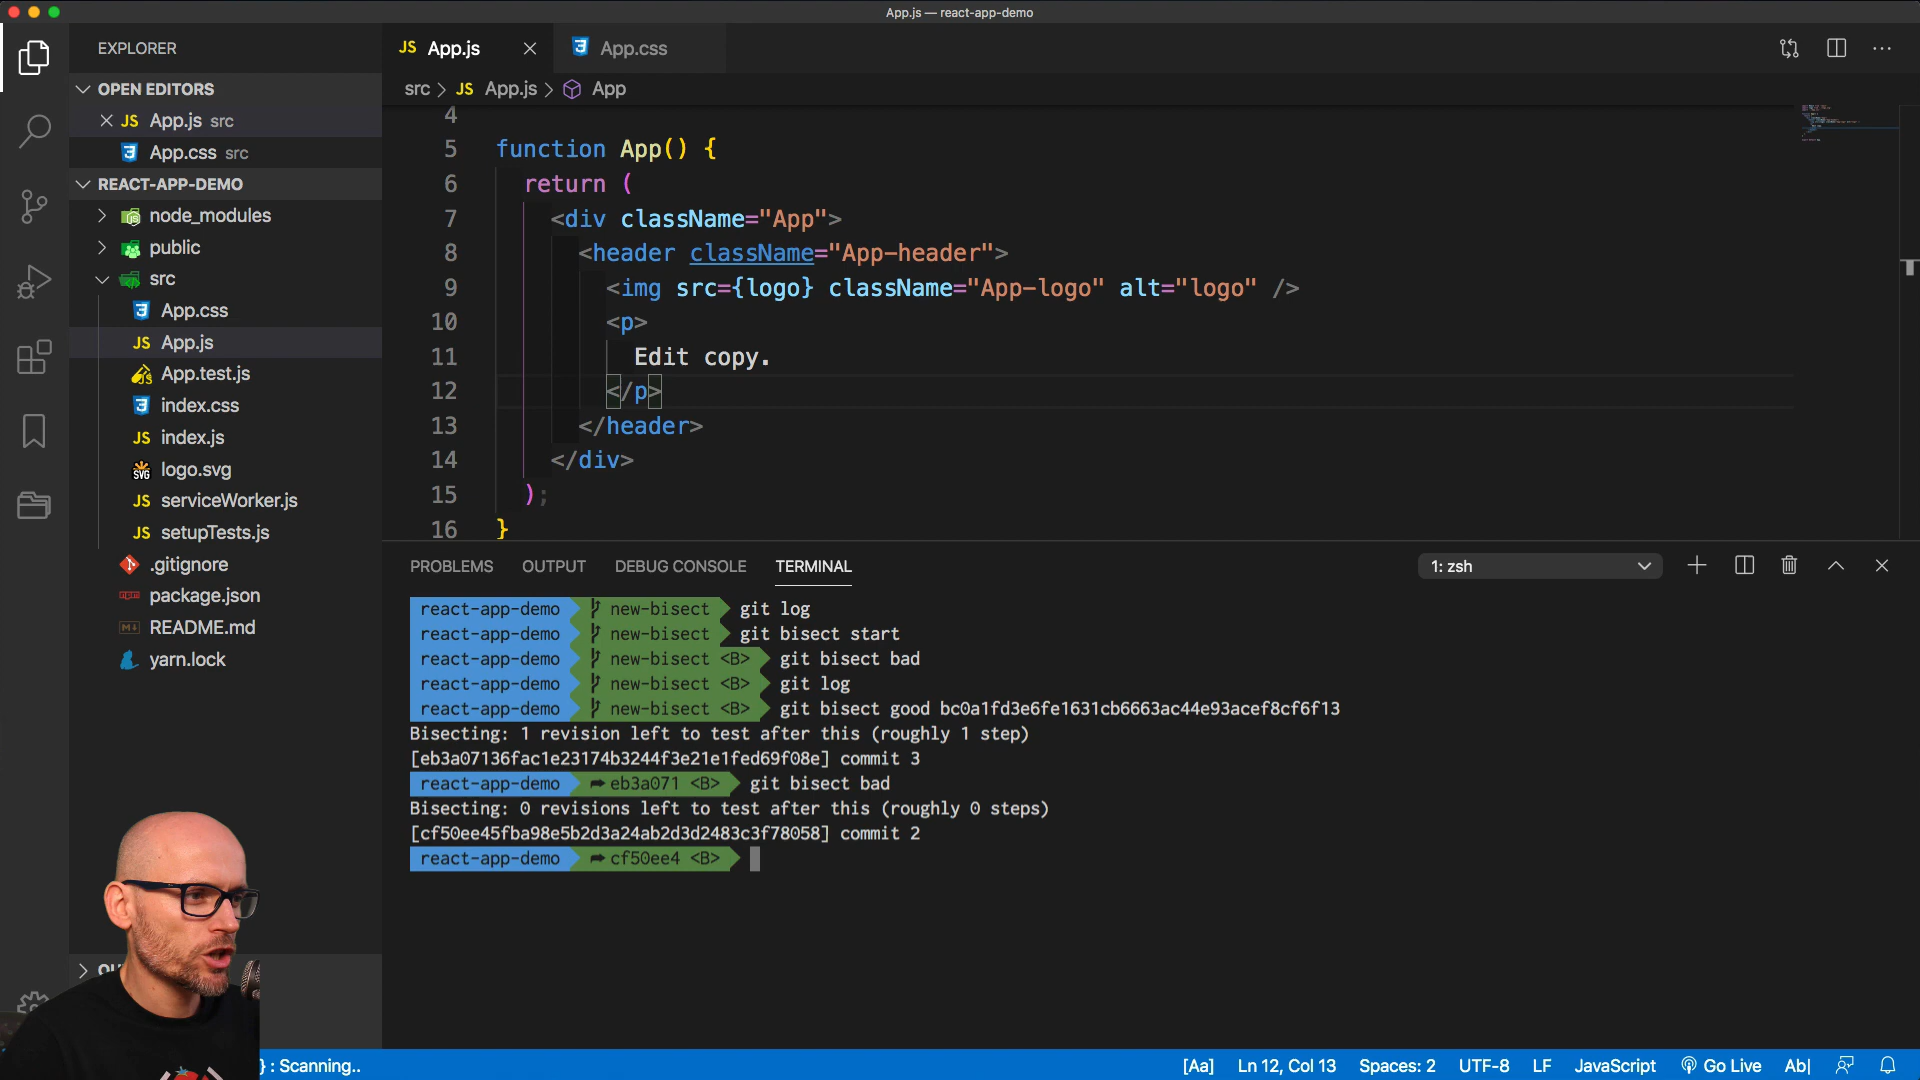 App.js — react-app-demo
EXPLORER
OPEN EDITORS
JS App.js src
App.css src
REACT-APP-DEMO
node_modules
public
src
App.css
JS App.js
App.test.js
index.css
JS index.js
SVG logo.svg
JS serviceWorker.js
JS setupTests.js
.gitignore
package.json
README.md
yarn.lock
JS App.js
App.css
src > JS App.js > App
4
5 function App() {
6 return (
7 <div className="App">
8 <header className="App-header">
9 <img src={logo} className="App-logo" alt="logo" />
10 <p>
11 Edit copy.
12 </p>
13 </header>
14 </div>
15 );
16 }
PROBLEMS OUTPUT DEBUG CONSOLE TERMINAL
1: zsh
react-app-demo new-bisect git log
react-app-demo new-bisect git bisect start
react-app-demo new-bisect <B> git bisect bad
react-app-demo new-bisect <B> git log
react-app-demo new-bisect <B> git bisect good bc0a1fd3e6fe1631cb6663ac44e93acef8cf6f13
Bisecting: 1 revision left to test after this (roughly 1 step)
[eb3a07136fac1e23174b3244f3e21e1fed69f08e] commit 3
react-app-demo ➦ eb3a071 <B> git bisect bad
Bisecting: 0 revisions left to test after this (roughly 0 steps)
[cf50ee45fba98e5b2d3a24ab2d3d2483c3f78058] commit 2
react-app-demo ➦ cf50ee4 <B>
} : Scanning..
[Aa] Ln 12, Col 13 Spaces: 2 UTF-8 LF JavaScript Go Live Ab|